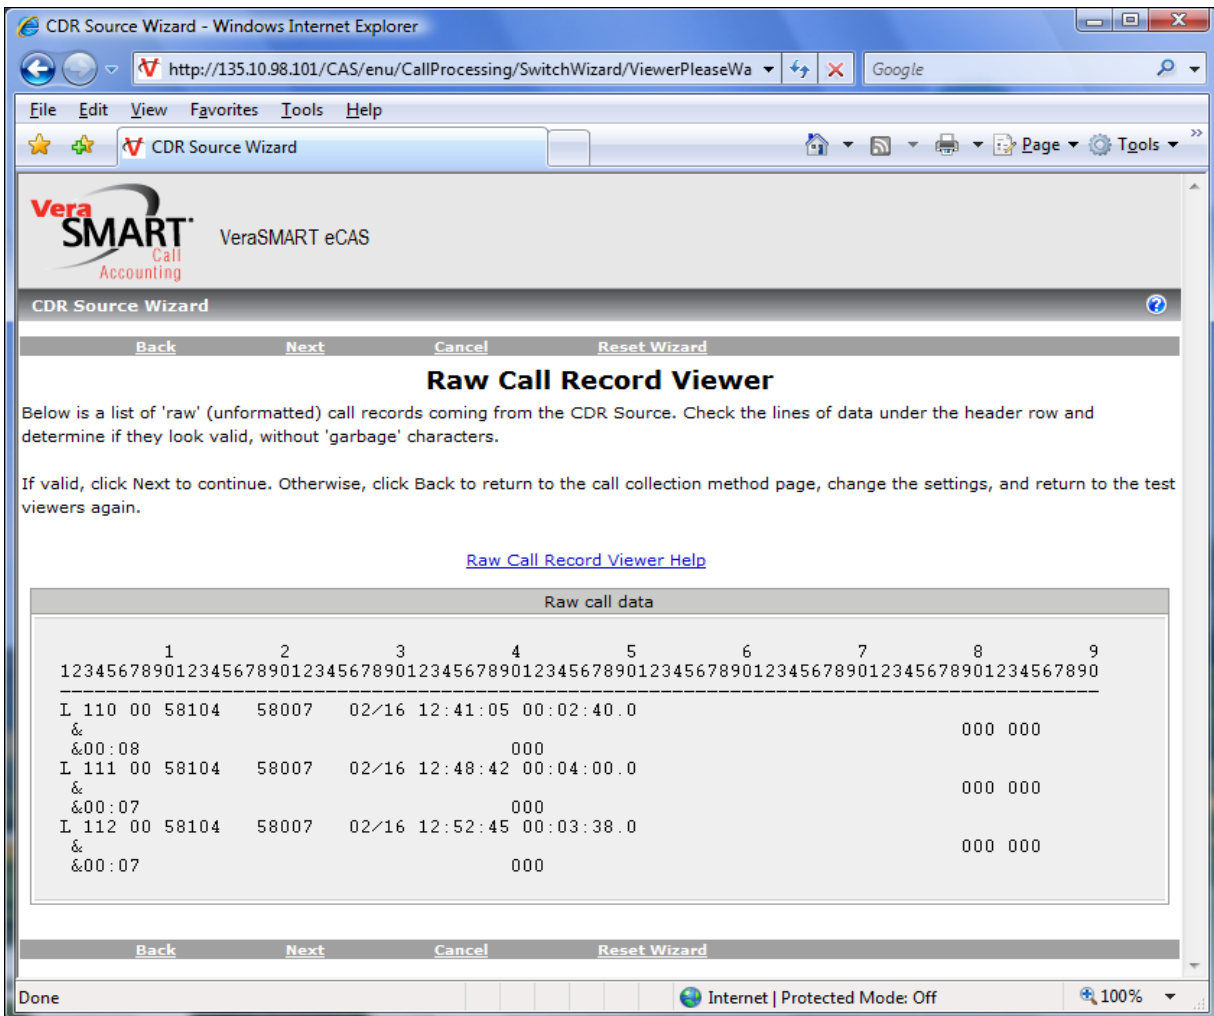 CDR Source Wizard - Windows Internet Explorer
http://135.10.98.101/CAS/enu/CallProcessing/SwitchWizard/ViewerPleaseWa
Google
File Edit View Favorites Tools Help
CDR Source Wizard
Page Tools »
Vera
SMART
Call
Accounting
VeraSMART eCAS
CDR Source Wizard ?
Back Next Cancel Reset Wizard
Raw Call Record Viewer
Below is a list of 'raw' (unformatted) call records coming from the CDR Source. Check the lines of data under the header row and
determine if they look valid, without 'garbage' characters.
If valid, click Next to continue. Otherwise, click Back to return to the call collection method page, change the settings, and return to the test
viewers again.
Raw Call Record Viewer Help
Raw call data
1 2 3 4 5 6 7 8 9
123456789012345678901234567890123456789012345678901234567890123456789012345678901234567890
------------------------------------------------------------------------------------------
L 110 00 58104 58007 02/16 12:41:05 00:02:40.0
& 000 000
&00:08 000
L 111 00 58104 58007 02/16 12:48:42 00:04:00.0
& 000 000
&00:07 000
L 112 00 58104 58007 02/16 12:52:45 00:03:38.0
& 000 000
&00:07 000
Back Next Cancel Reset Wizard
Done Internet | Protected Mode: Off 100%